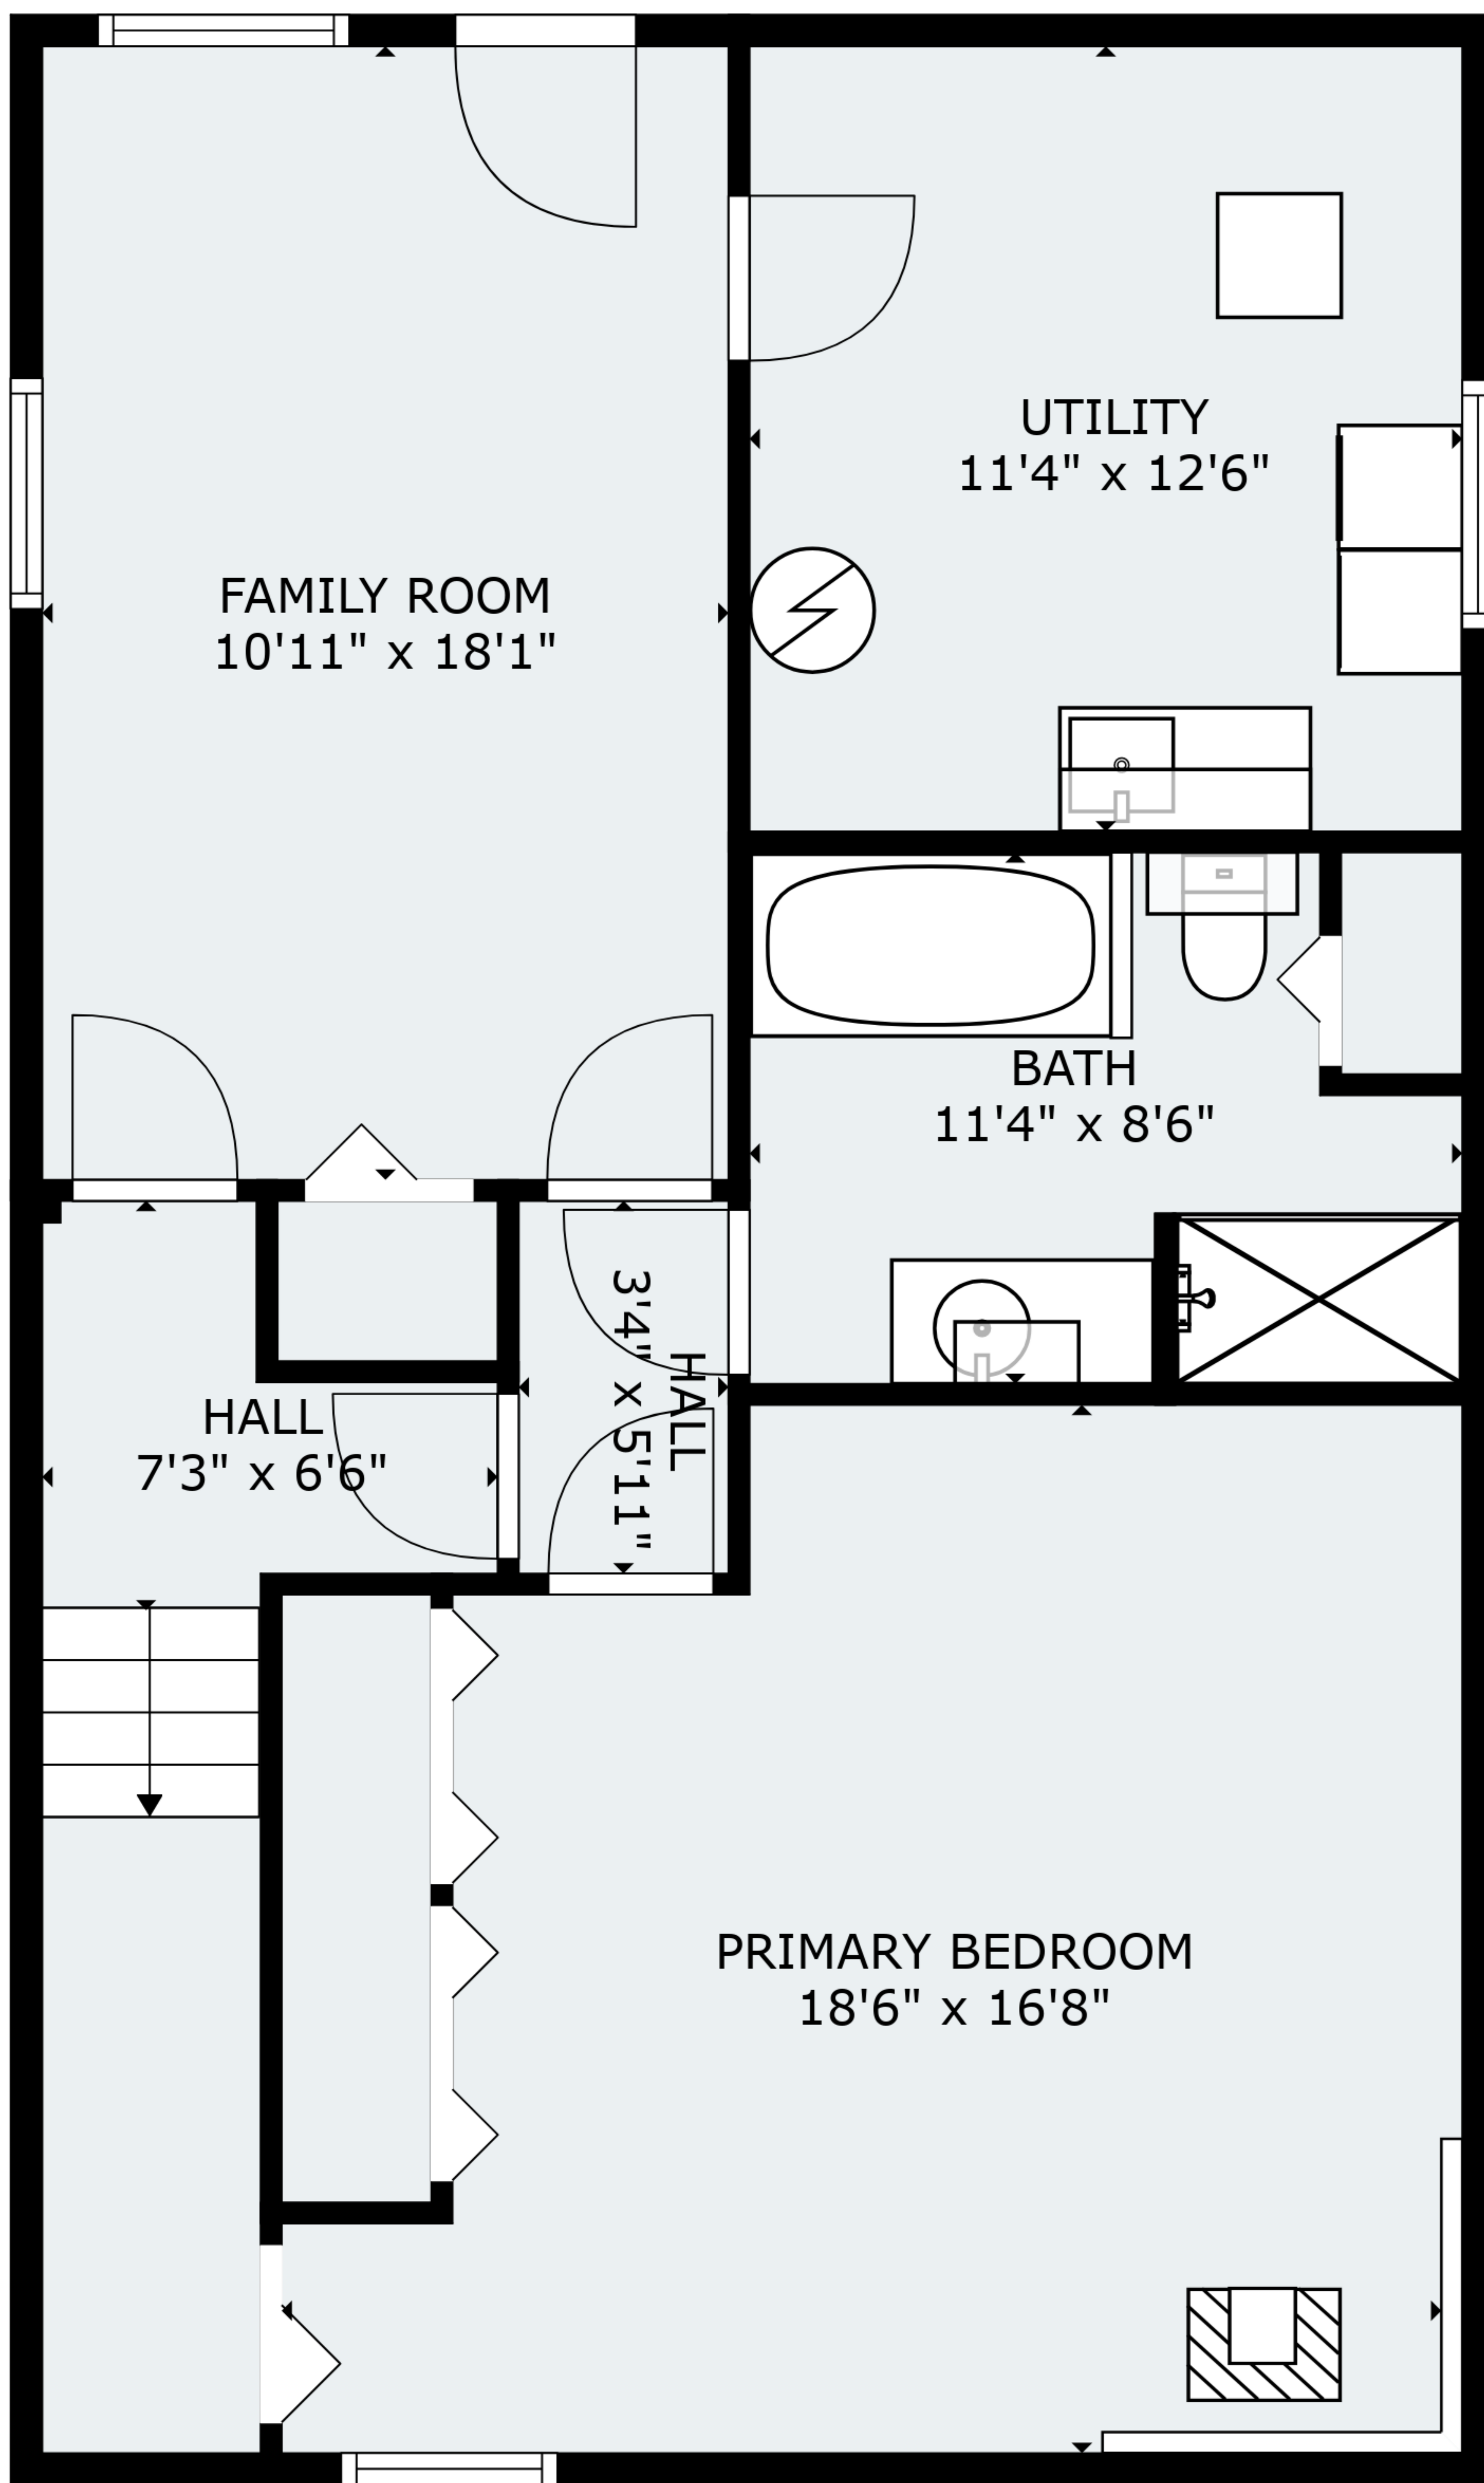 UTILITY
11'4" x 12'6"
FAMILY ROOM
10'11" x 18'1"
BATH
11'4" x 8'6"
HALL
3'4" x 5'11"
HALL
7'3" x 6'6"
PRIMARY BEDROOM
18'6" x 16'8"